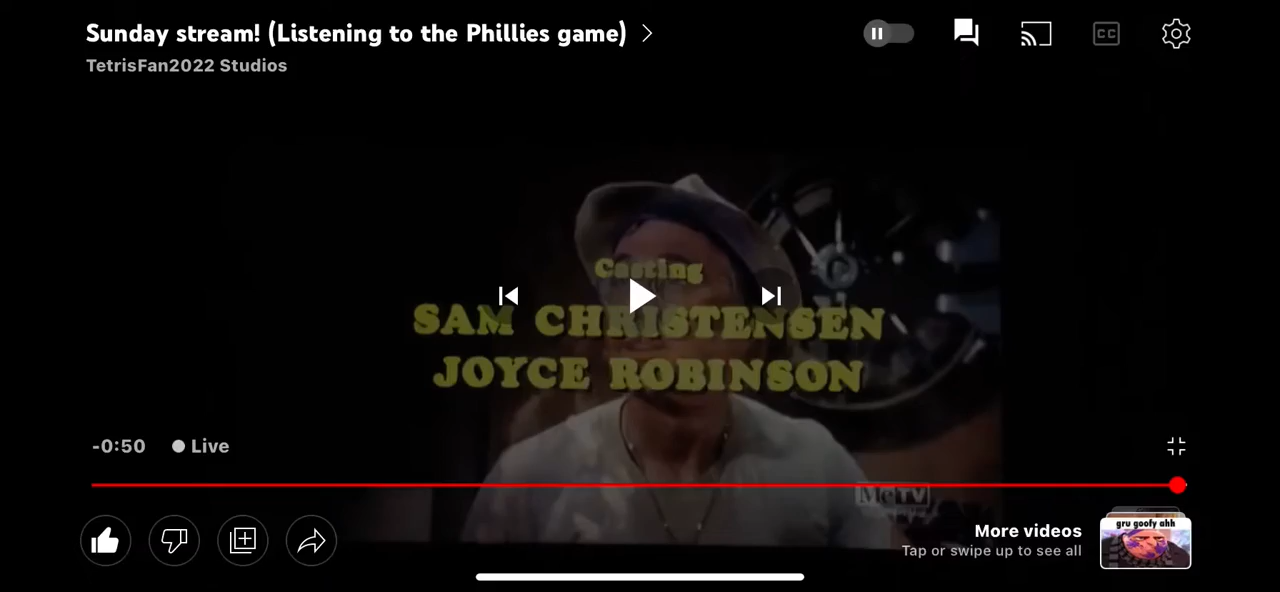 Sunday stream! (Listening to the Phillies game)
TetrisFan2022 Studios
CC
Casting
SAM CHRISTENSEN
JOYCE ROBINSON
-0:50 Live
MeTV
More videos
Tap or swipe up to see all
gru goofy ahh